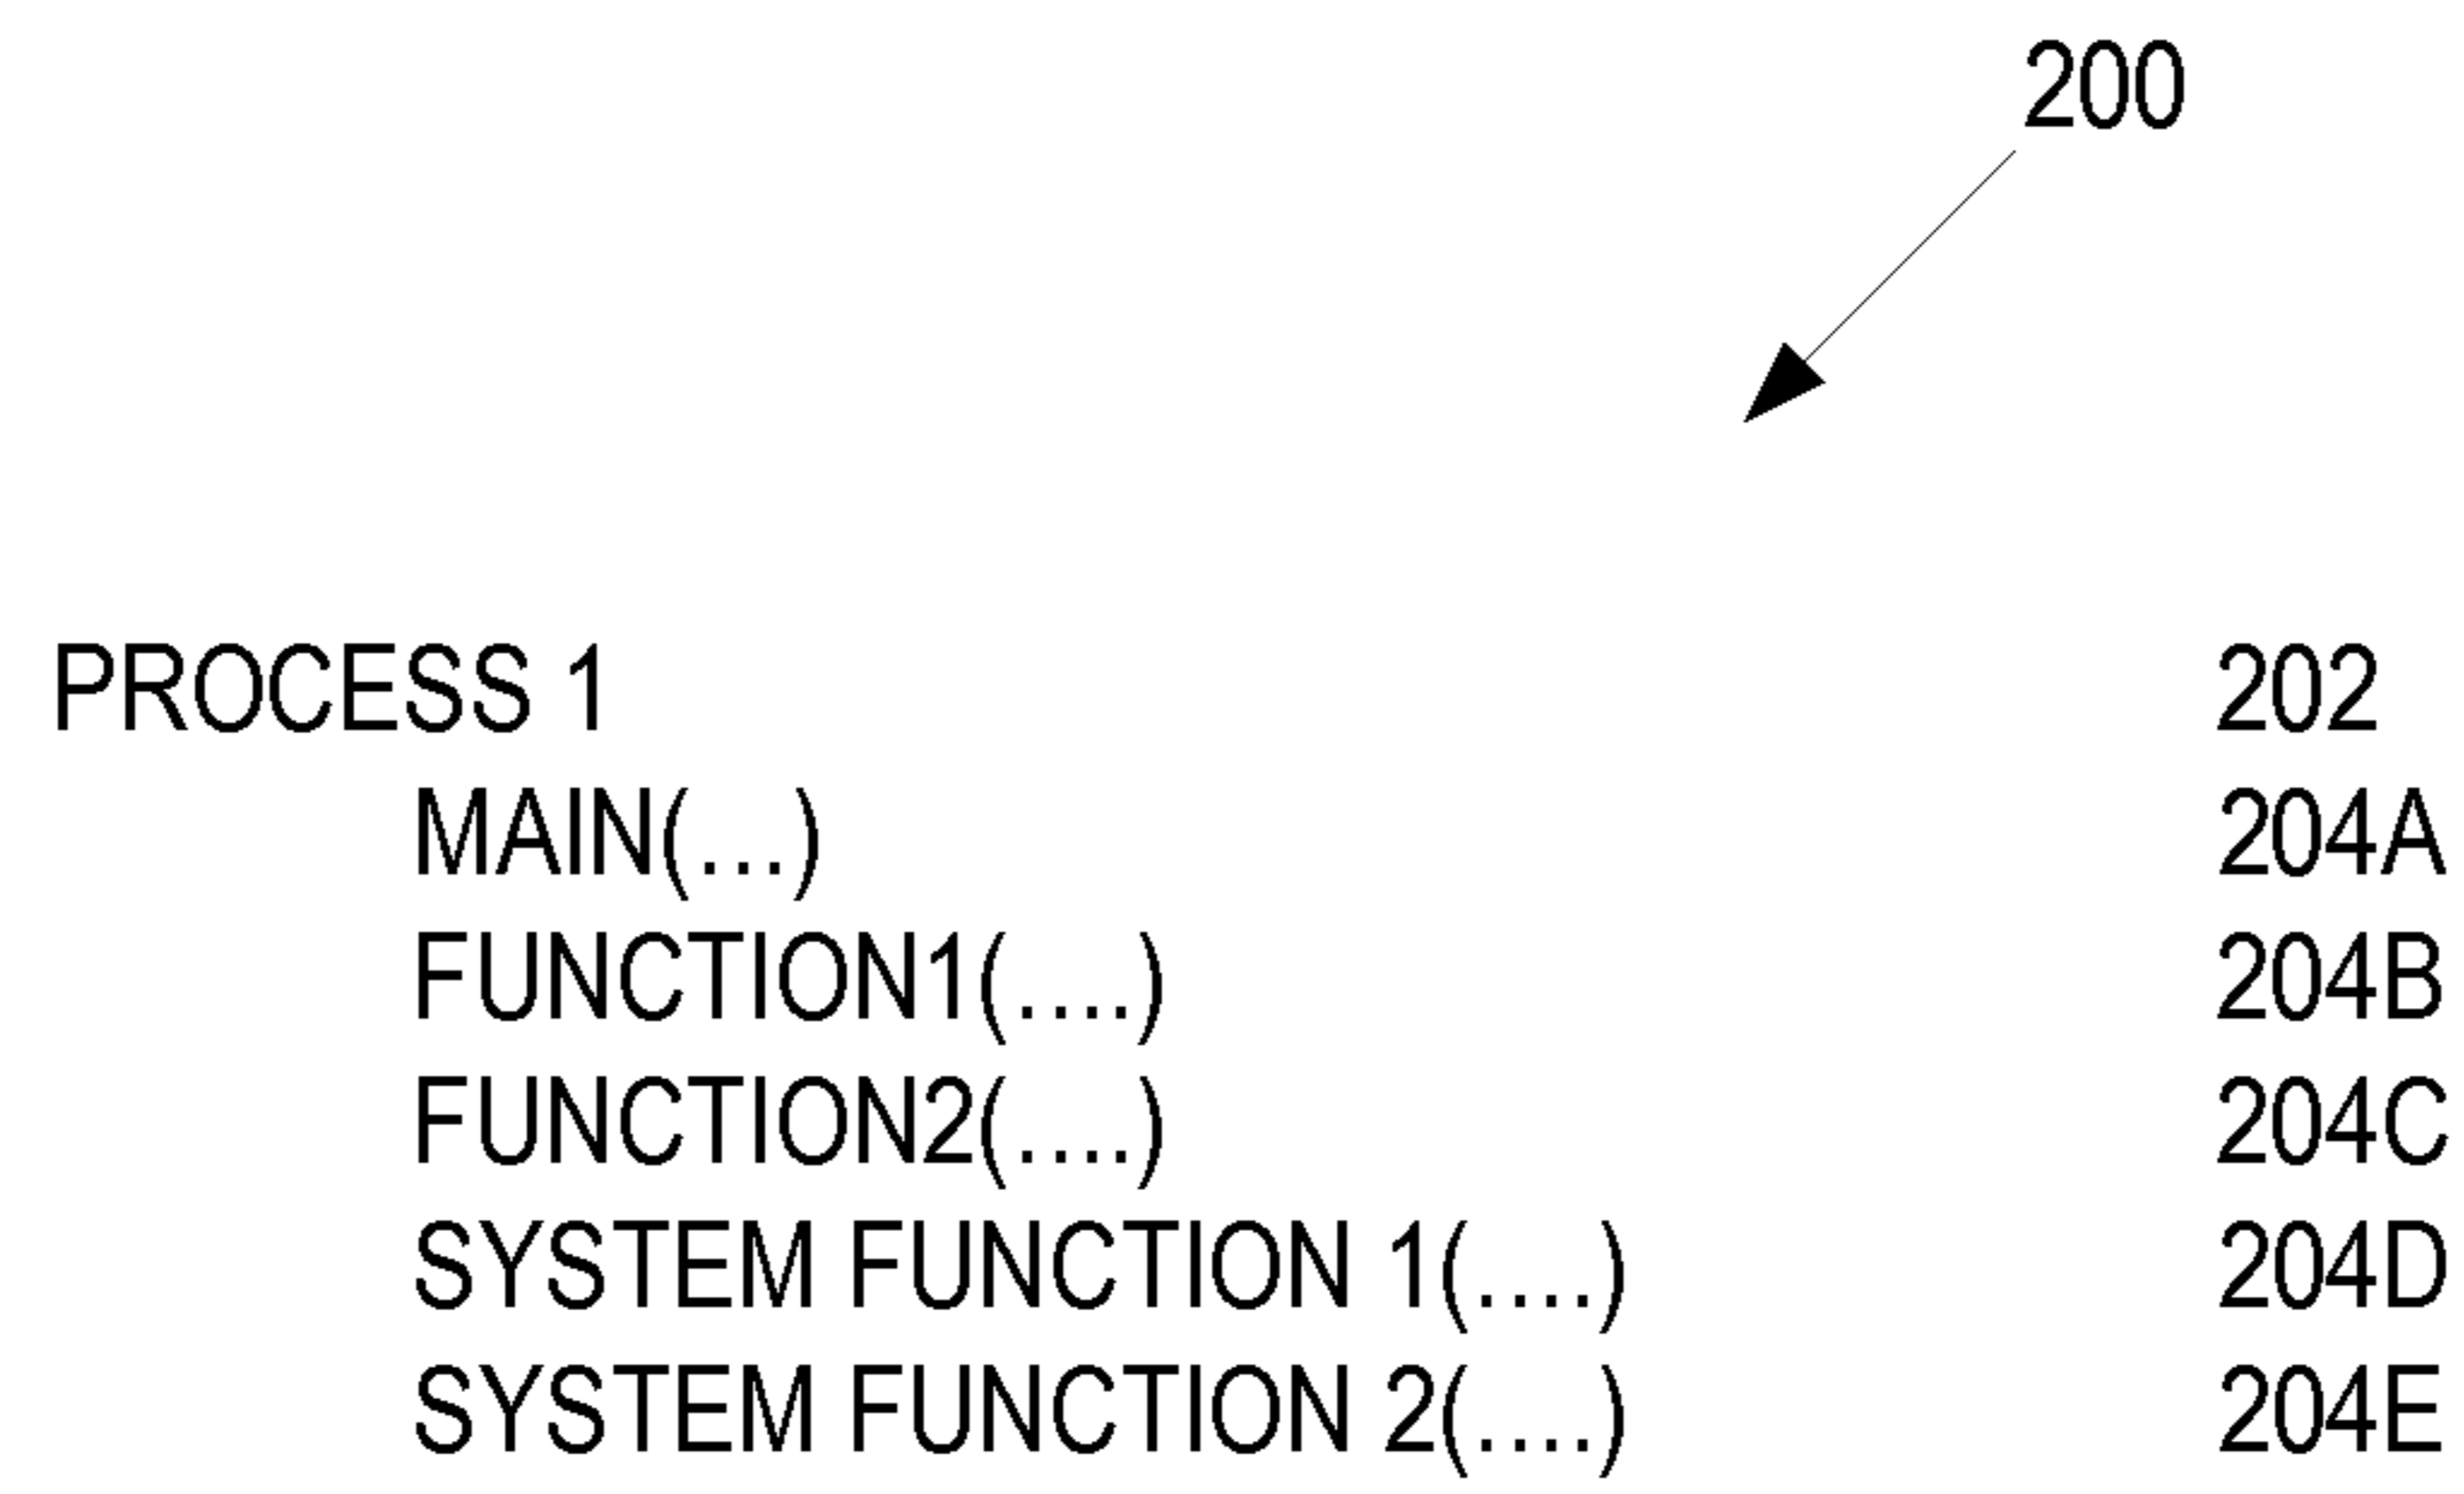 200
PROCESS 1 202
MAIN(...) 204A
FUNCTION1(....) 204B
FUNCTION2(....) 204C
SYSTEM FUNCTION 1(....) 204D
SYSTEM FUNCTION 2(....) 204E